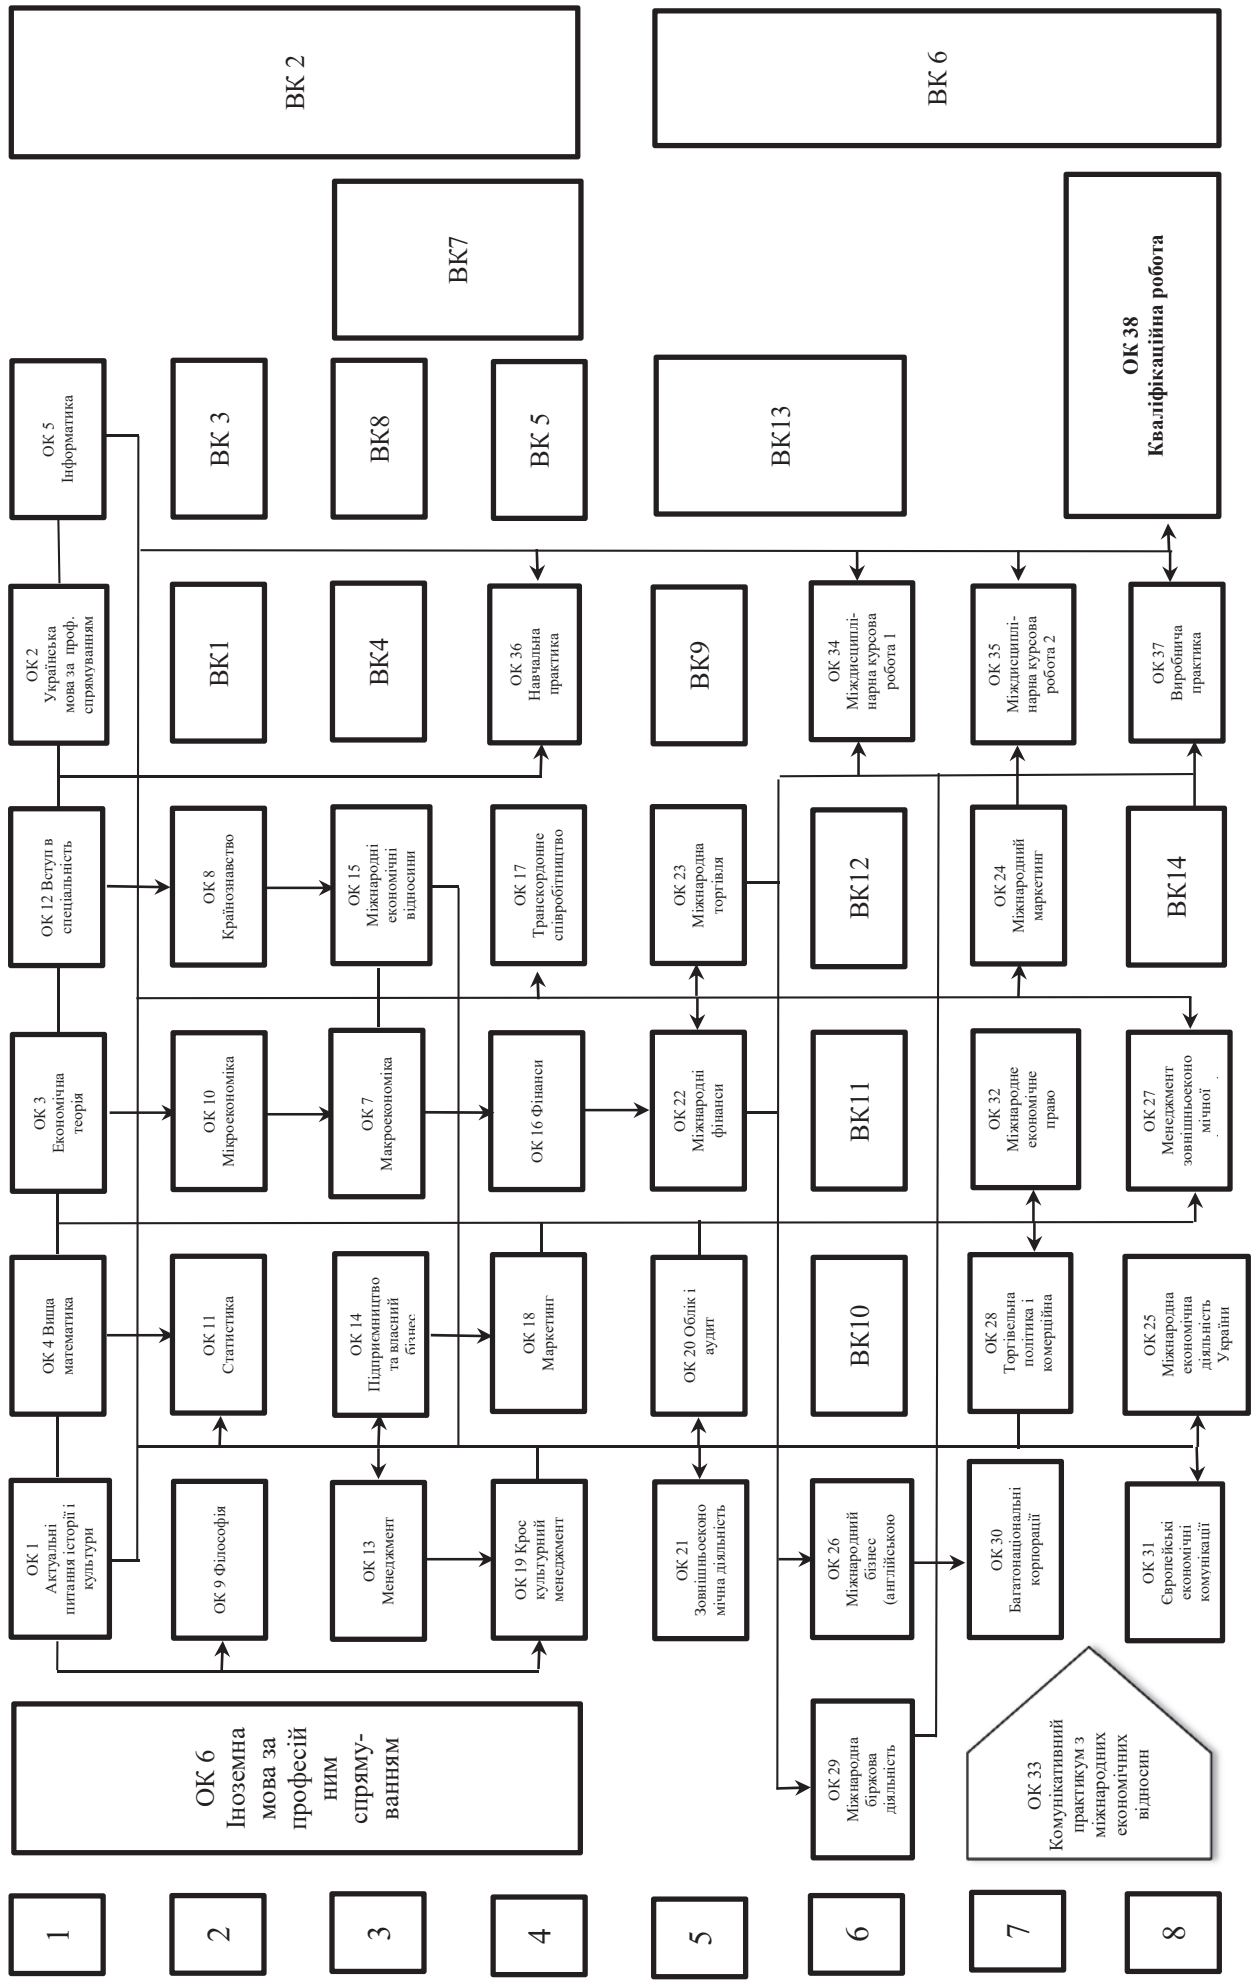 1
ОК 6
Іноземна
мова за
професій
ним
спряму-
ванням
ОК 1
Актуальні
питання історії і
культури
ОК 4 Вища
математика
ОК 3
Економічна
теорія
ОК 12 Вступ в
спеціальність
ОК 2
Українська
мова за проф.
спрямуванням
ОК 5
Інформатика
ВК 2
2
ОК 9 Філософія
ОК 11
Статистика
ОК 10
Мікроекономіка
ОК 8
Країнознавство
ВК1
ВК 3
3
ОК 13
Менеджмент
ОК 14
Підприємництво
та власний
бізнес
ОК 7
Макроекономіка
ОК 15
Міжнародні
економічні
відносини
ВК4
ВК8
ВК7
4
ОК 19 Крос
культурний
менеджмент
ОК 18
Маркетинг
ОК 16 Фінанси
ОК 17
Транскордонне
співробітництво
ОК 36
Навчальна
практика
ВК 5
5
ОК 21
Зовнішньоеконо
мічна діяльність
ОК 20 Облік і
аудит
ОК 22
Міжнародні
фінанси
ОК 23
Міжнародна
торгівля
ВК9
ВК13
ВК 6
6
ОК 29
Міжнародна
біржова
діяльність
ОК 26
Міжнародний
бізнес
(англійською
ВК10
ВК11
ВК12
ОК 34
Міждисциплі-
нарна курсова
робота 1
7
ОК 33
Комунікативний
практикум з
міжнародних
економічних
відносин
ОК 30
Багатонаціональні
корпорації
ОК 28
Торгівельна
політика і
комерційна
ОК 32
Міжнародне
економічне
право
ОК 24
Міжнародний
маркетинг
ОК 35
Міждисциплі-
нарна курсова
робота 2
8
ОК 31
Європейські
економічні
комунікації
ОК 25
Міжнародна
економічна
діяльність
України
ОК 27
Менеджмент
зовнішньоеконо
мічної
ВК14
ОК 37
Виробнича
практика
ОК 38
Кваліфікаційна робота